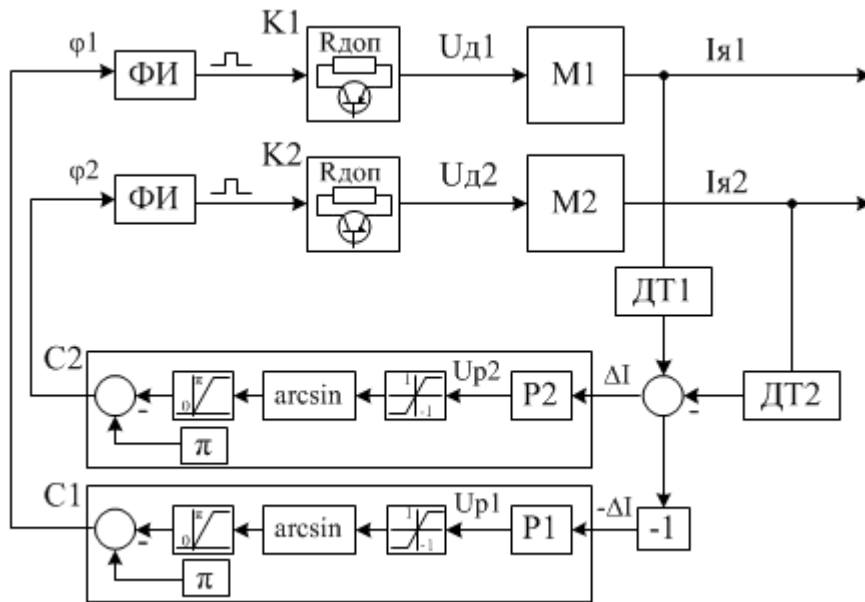 φ1
ФИ
K1
Rдоп
Uд1
M1
Iя1
φ2
ФИ
K2
Rдоп
Uд2
M2
Iя2
ДТ1
ДТ2
-
ΔI
C2
P2
Up2
1
-1
arcsin
π
0
-
π
-1
-ΔI
C1
P1
Up1
1
-1
arcsin
π
0
-
π